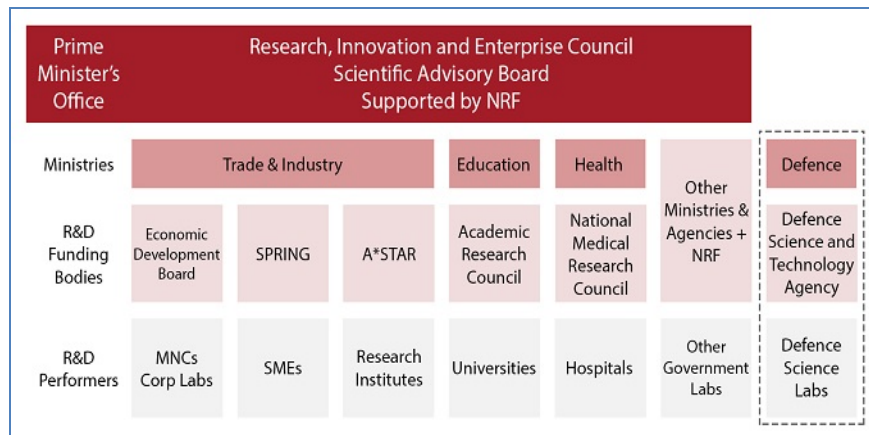 Prime
Minister's
Office
Research, Innovation and Enterprise Council
Scientific Advisory Board
Supported by NRF
Ministries
Trade & Industry
Education
Health
Other
Ministries &
Agencies +
NRF
Defence
R&D
Funding
Bodies
Economic
Development
Board
SPRING
A*STAR
Academic
Research
Council
National
Medical
Research
Council
Defence
Science and
Technology
Agency
R&D
Performers
MNCs
Corp Labs
SMEs
Research
Institutes
Universities
Hospitals
Other
Government
Labs
Defence
Science
Labs